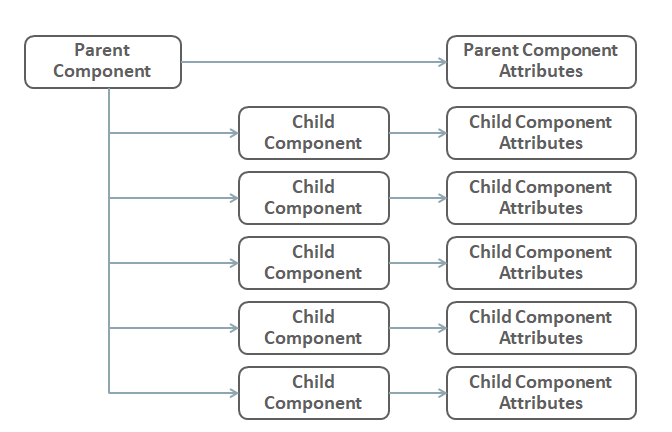 Parent
Component
Parent Component
Attributes
Child
Component
Child Component
Attributes
Child
Component
Child Component
Attributes
Child
Component
Child Component
Attributes
Child
Component
Child Component
Attributes
Child
Component
Child Component
Attributes